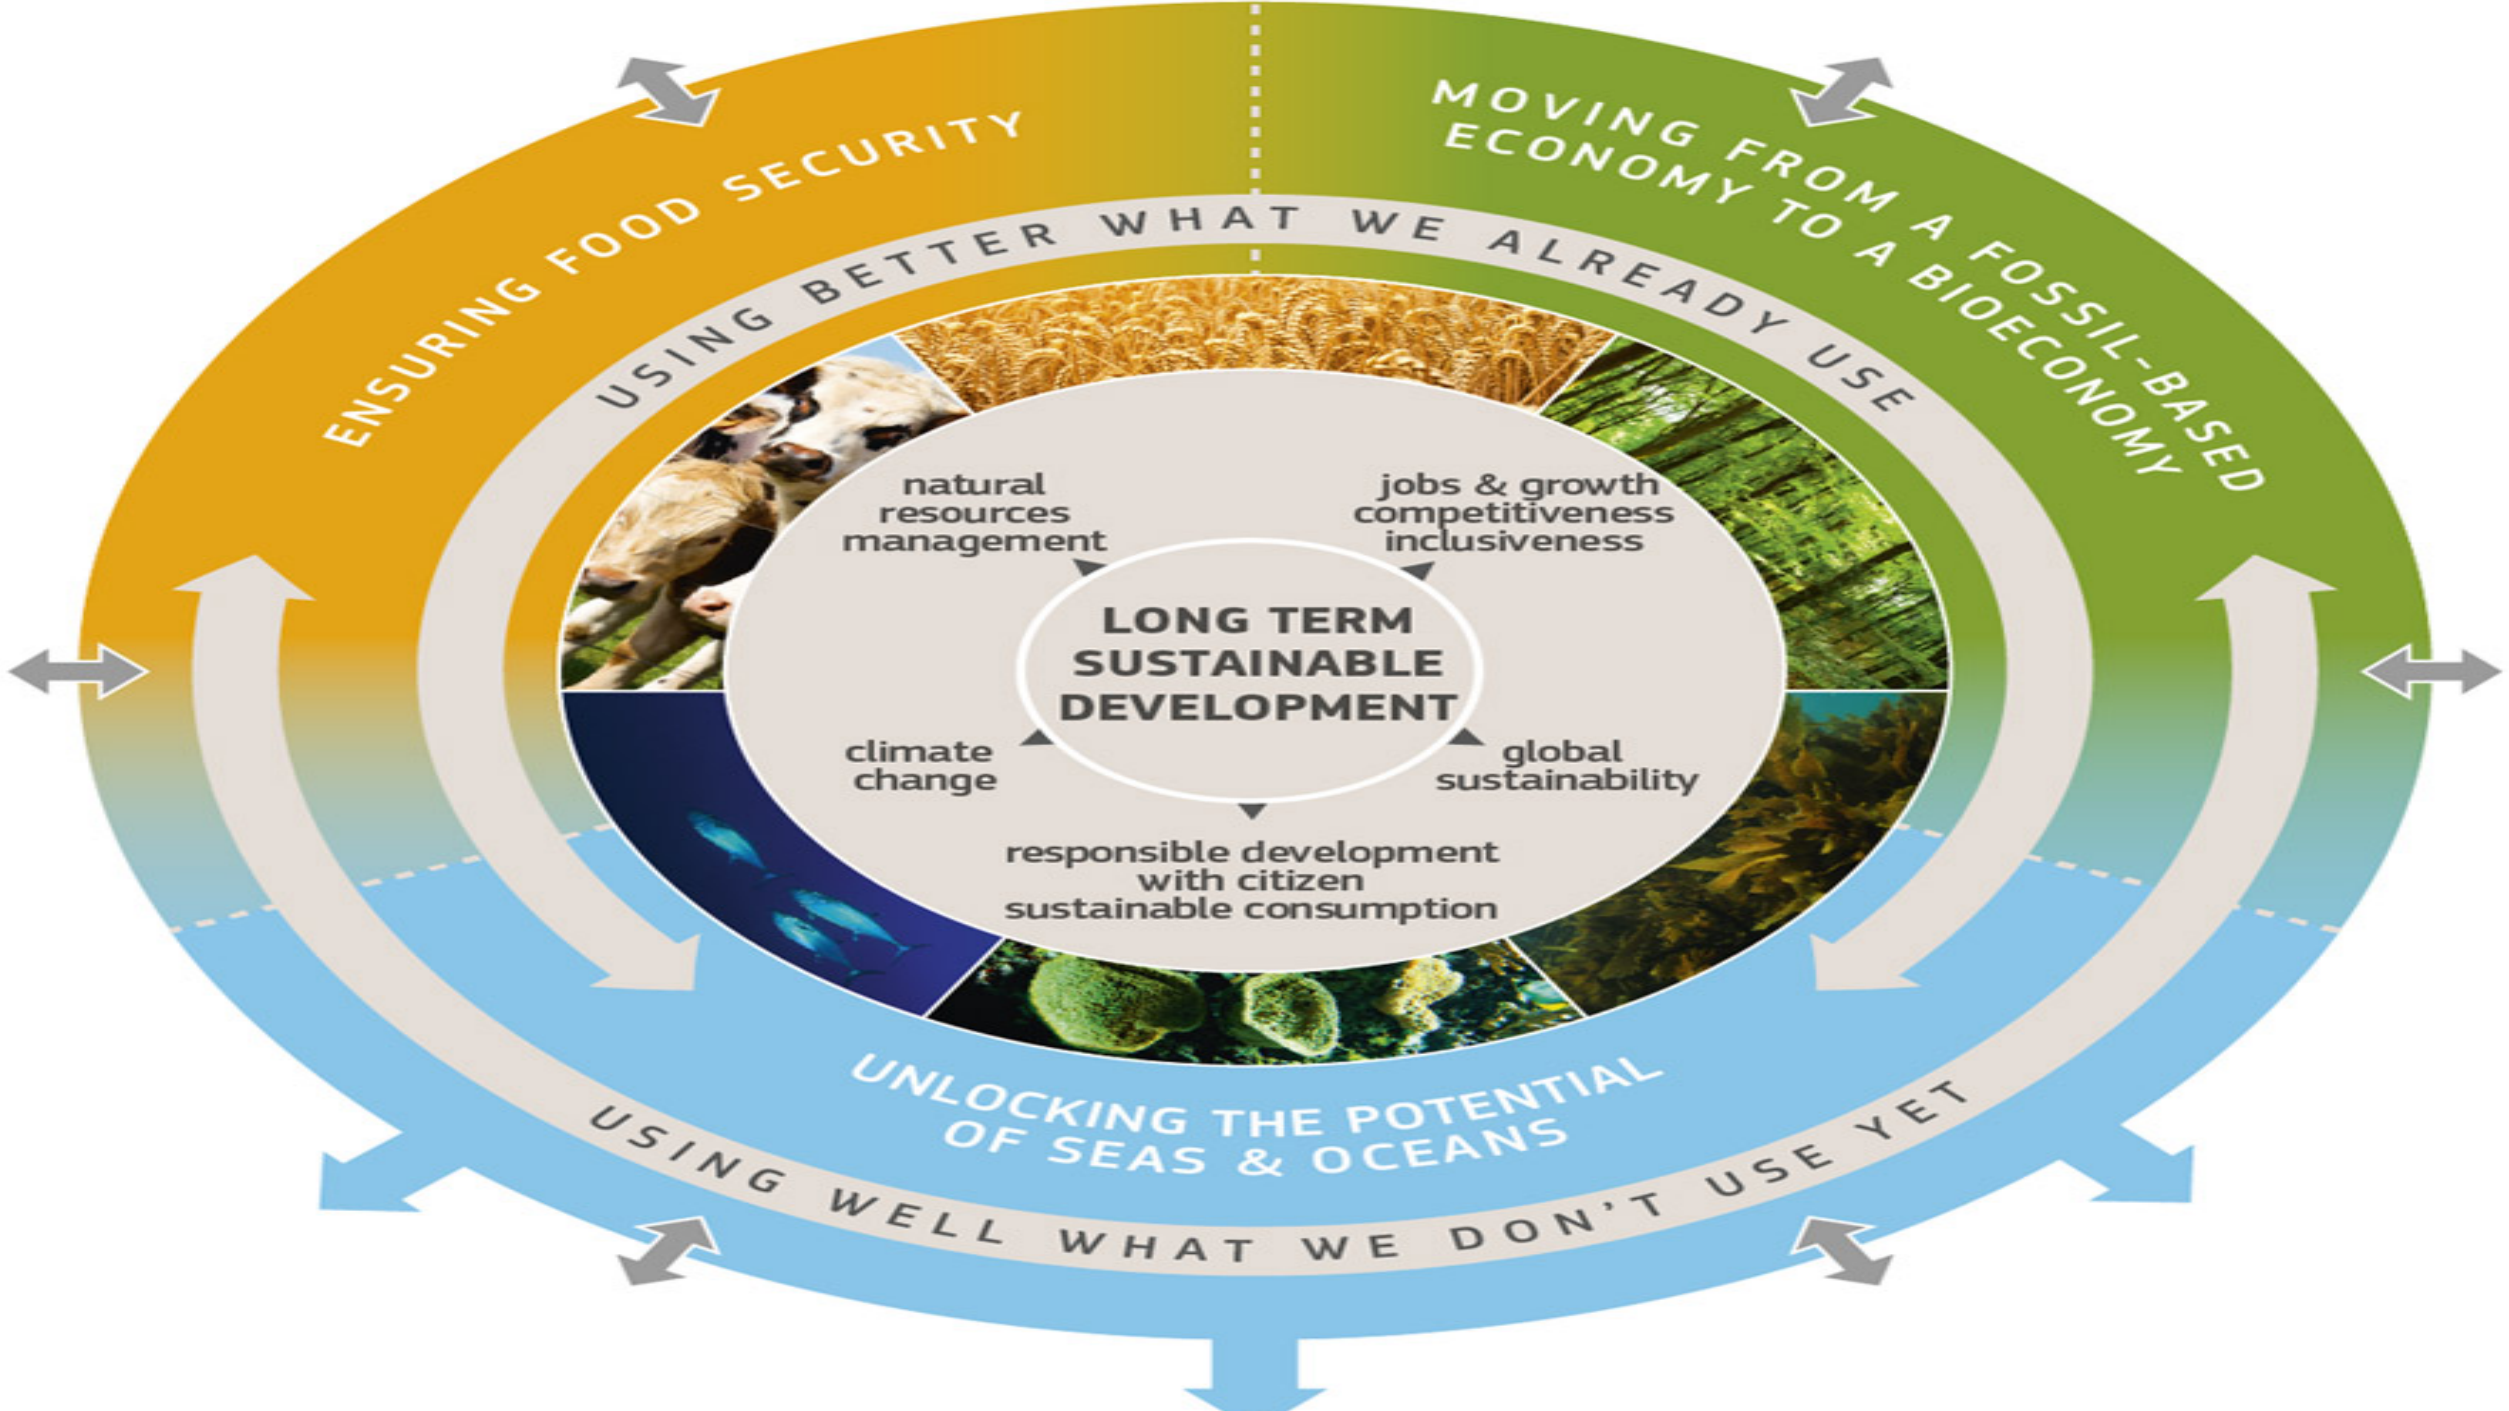 ENSURING FOOD SECURITY
MOVING FROM A FOSSIL-BASED
ECONOMY TO A BIOECONOMY
USING BETTER WHAT WE ALREADY USE
natural
resources
management
jobs & growth
competitiveness
inclusiveness
LONG TERM
SUSTAINABLE
DEVELOPMENT
climate
change
global
sustainability
responsible development
with citizen
sustainable consumption
UNLOCKING THE POTENTIAL
OF SEAS & OCEANS
USING WELL WHAT WE DON'T USE YET